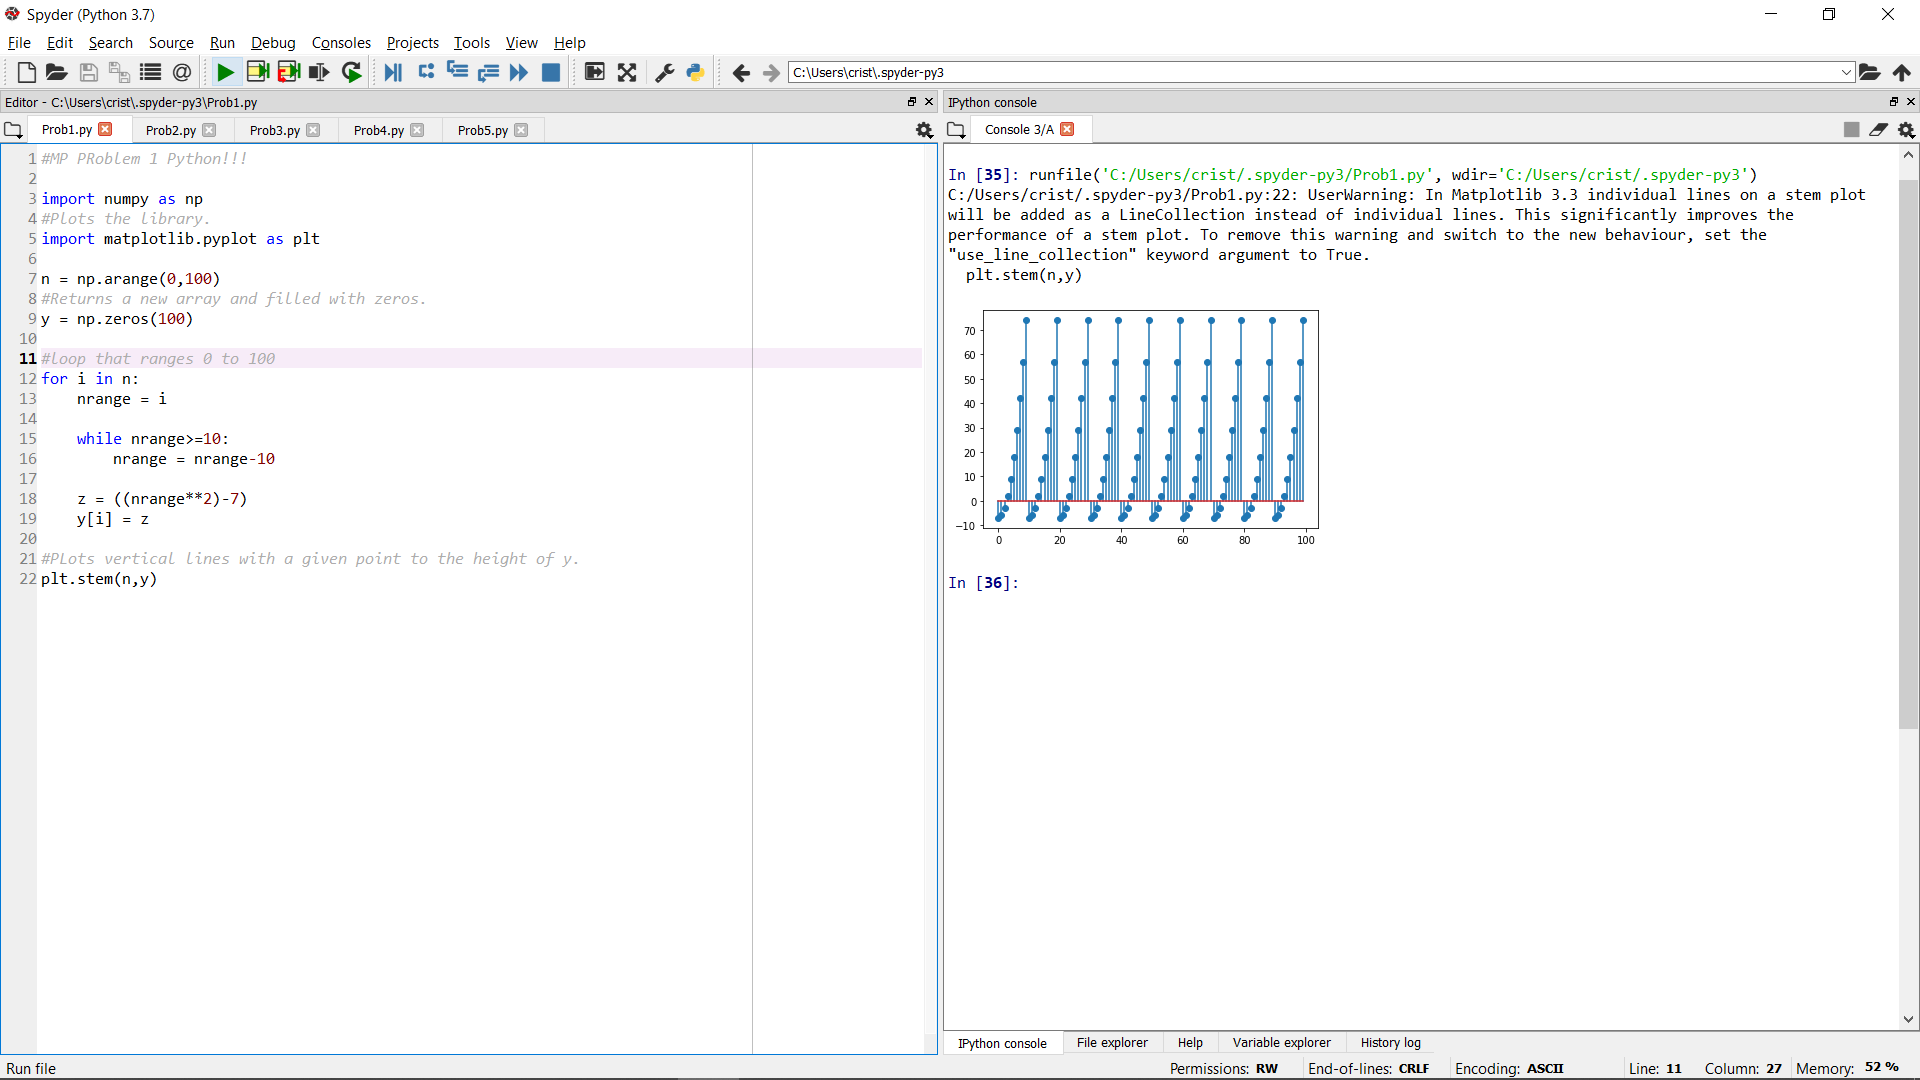 Spyder (Python 3.7)
File Edit Search Source Run Debug Consoles Projects Tools View Help
C:\Users\crist\.spyder-py3
Editor - C:\Users\crist\.spyder-py3\Prob1.py
Prob1.py Prob2.py Prob3.py Prob4.py Prob5.py
1 #MP PRoblem 1 Python!!!
2
3 import numpy as np
4 #Plots the library.
5 import matplotlib.pyplot as plt
6
7 n = np.arange(0,100)
8 #Returns a new array and filled with zeros.
9 y = np.zeros(100)
10
11 #loop that ranges 0 to 100
12 for i in n:
13     nrange = i
14
15     while nrange>=10:
16         nrange = nrange-10
17
18     z = ((nrange**2)-7)
19     y[i] = z
20
21 #PLots vertical lines with a given point to the height of y.
22 plt.stem(n,y)
IPython console
Console 3/A
In [35]: runfile('C:/Users/crist/.spyder-py3/Prob1.py', wdir='C:/Users/crist/.spyder-py3')
C:/Users/crist/.spyder-py3/Prob1.py:22: UserWarning: In Matplotlib 3.3 individual lines on a stem plot
will be added as a LineCollection instead of individual lines. This significantly improves the
performance of a stem plot. To remove this warning and switch to the new behaviour, set the
"use_line_collection" keyword argument to True.
  plt.stem(n,y)
70
60
50
40
30
20
10
0
−10
0 20 40 60 80 100
In [36]:
IPython console File explorer Help Variable explorer History log
Run file
Permissions: RW End-of-lines: CRLF Encoding: ASCII Line: 11 Column: 27 Memory: 52 %